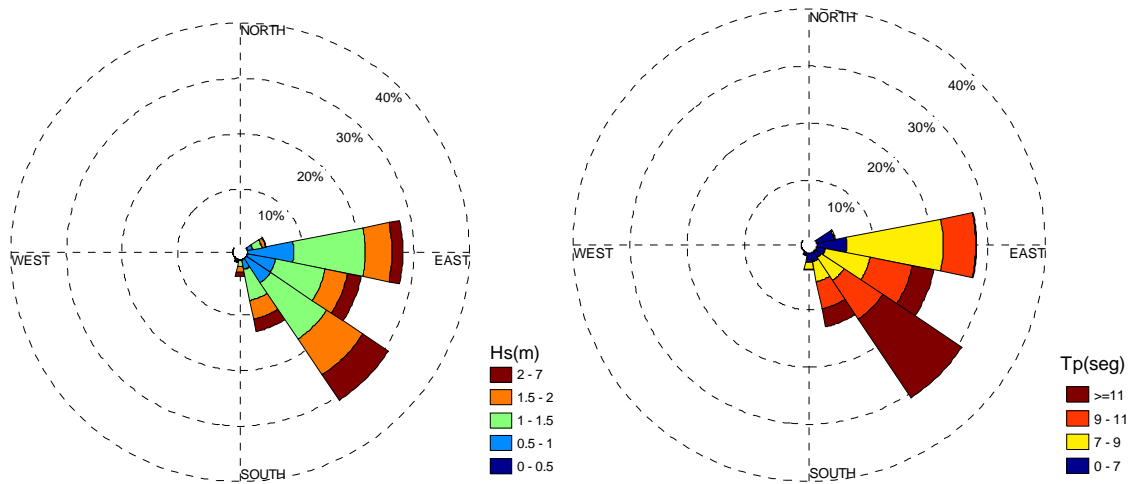 NORTH
40%
30%
20%
10%
WEST
EAST
SOUTH
Hs(m)
2 - 7
1.5 - 2
1 - 1.5
0.5 - 1
0 - 0.5
NORTH
40%
30%
20%
10%
WEST
EAST
SOUTH
Tp(seg)
>=11
9 - 11
7 - 9
0 - 7